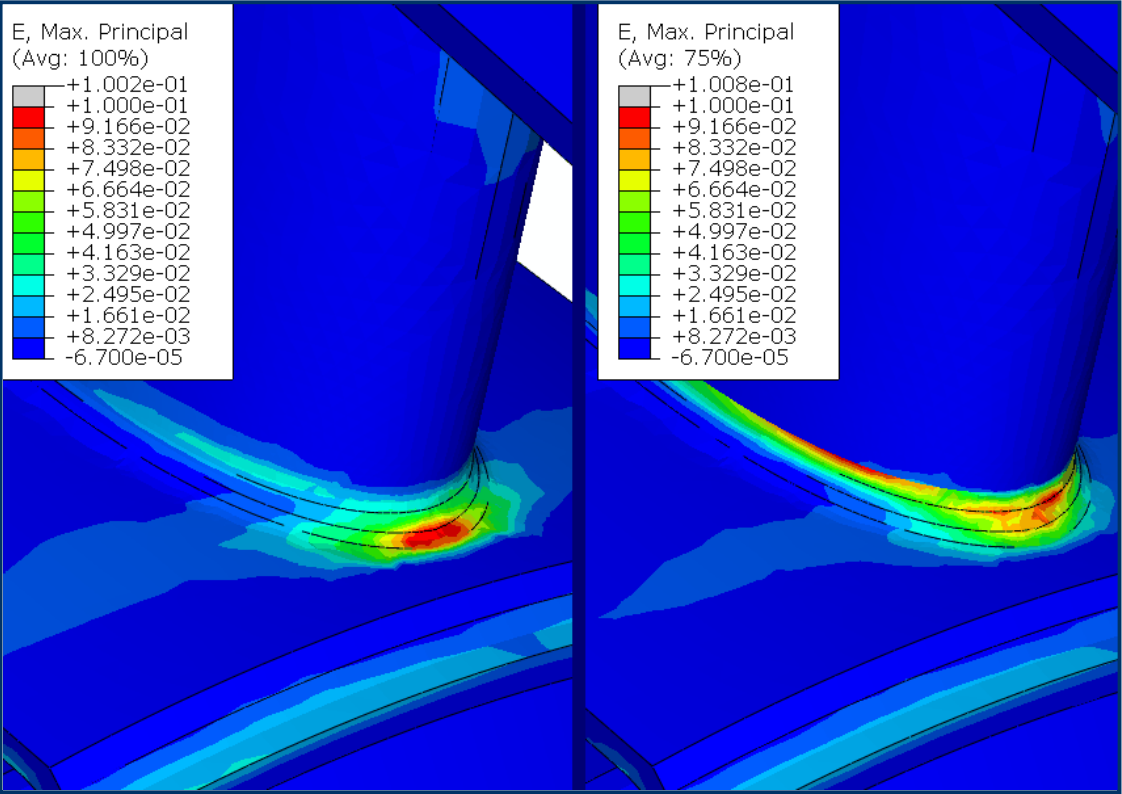 E, Max. Principal
(Avg: 100%)
+1.002e-01
+1.000e-01
+9.166e-02
+8.332e-02
+7.498e-02
+6.664e-02
+5.831e-02
+4.997e-02
+4.163e-02
+3.329e-02
+2.495e-02
+1.661e-02
+8.272e-03
-6.700e-05
E, Max. Principal
(Avg: 75%)
+1.008e-01
+1.000e-01
+9.166e-02
+8.332e-02
+7.498e-02
+6.664e-02
+5.831e-02
+4.997e-02
+4.163e-02
+3.329e-02
+2.495e-02
+1.661e-02
+8.272e-03
-6.700e-05